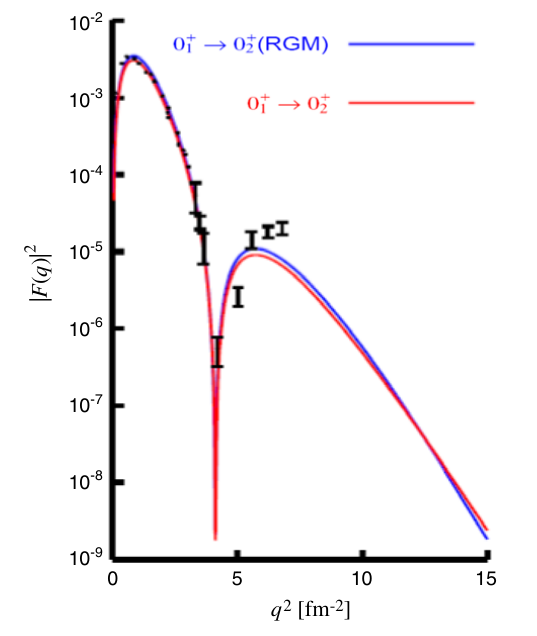 10⁻²
0₁⁺ → 0₂⁺(RGM)
10⁻³
0₁⁺ → 0₂⁺
10⁻⁴
10⁻⁵
|F(q)|²
10⁻⁶
10⁻⁷
10⁻⁸
10⁻⁹
0 5 10 15
q² [fm⁻²]